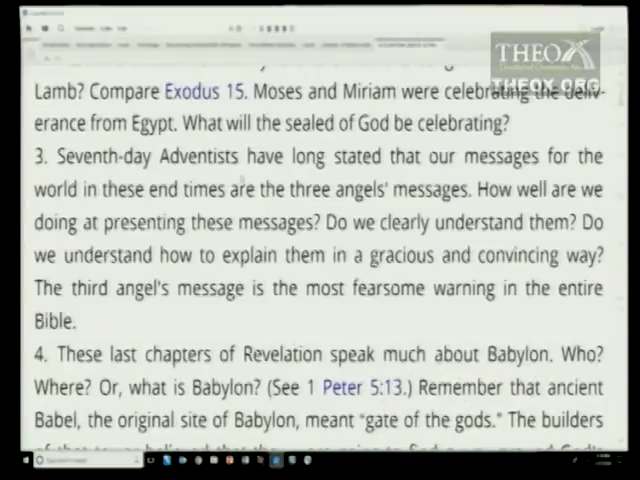 THEOX
THEOX.ORG
Lamb? Compare Exodus 15. Moses and Miriam were celebrating the deliv-
erance from Egypt. What will the sealed of God be celebrating?
3. Seventh-day Adventists have long stated that our messages for the
world in these end times are the three angels' messages. How well are we
doing at presenting these messages? Do we clearly understand them? Do
we understand how to explain them in a gracious and convincing way?
The third angel's message is the most fearsome warning in the entire
Bible.
4. These last chapters of Revelation speak much about Babylon. Who?
Where? Or, what is Babylon? (See 1 Peter 5:13.) Remember that ancient
Babel, the original site of Babylon, meant "gate of the gods." The builders